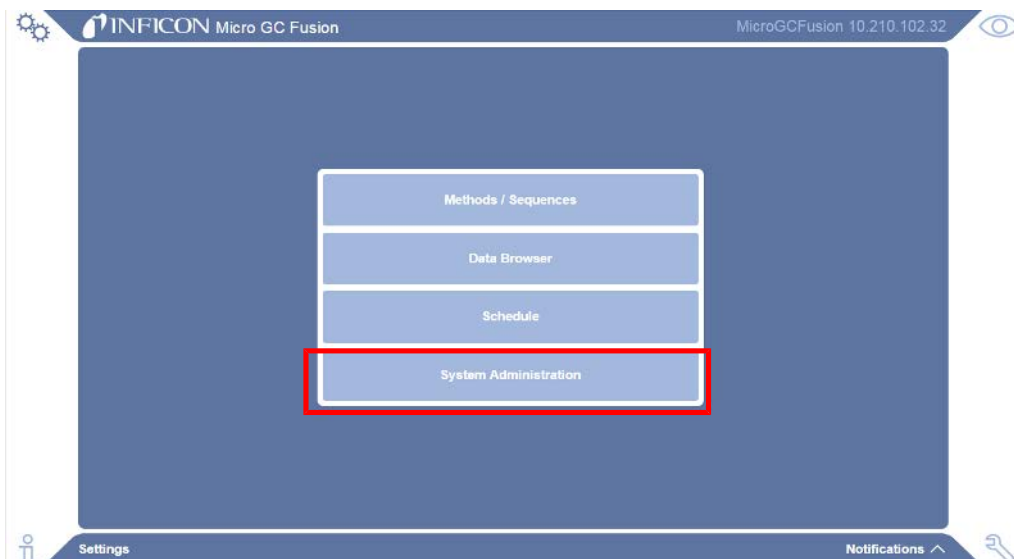 INFICON Micro GC Fusion
MicroGCFusion 10.210.102.32
Methods / Sequences
Data Browser
Schedule
System Administration
Settings
Notifications